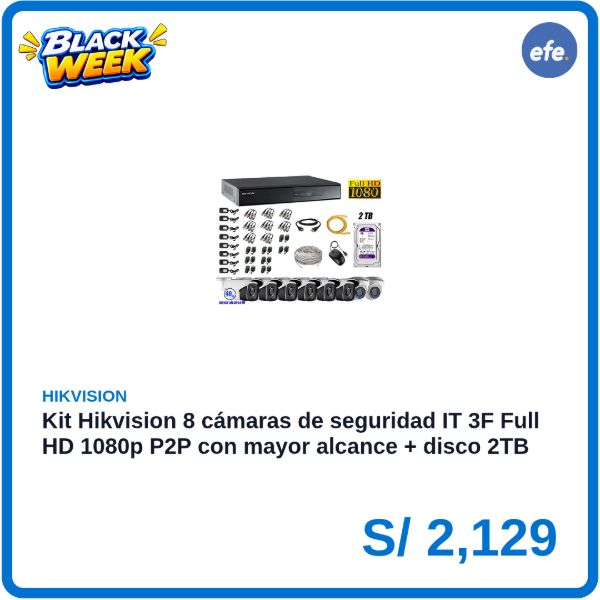 BLACK
WEEK
efe.
Full HD
1080
2 TB
40
HIKVISION
Kit Hikvision 8 cámaras de seguridad IT 3F Full
HD 1080p P2P con mayor alcance + disco 2TB
S/ 2,129